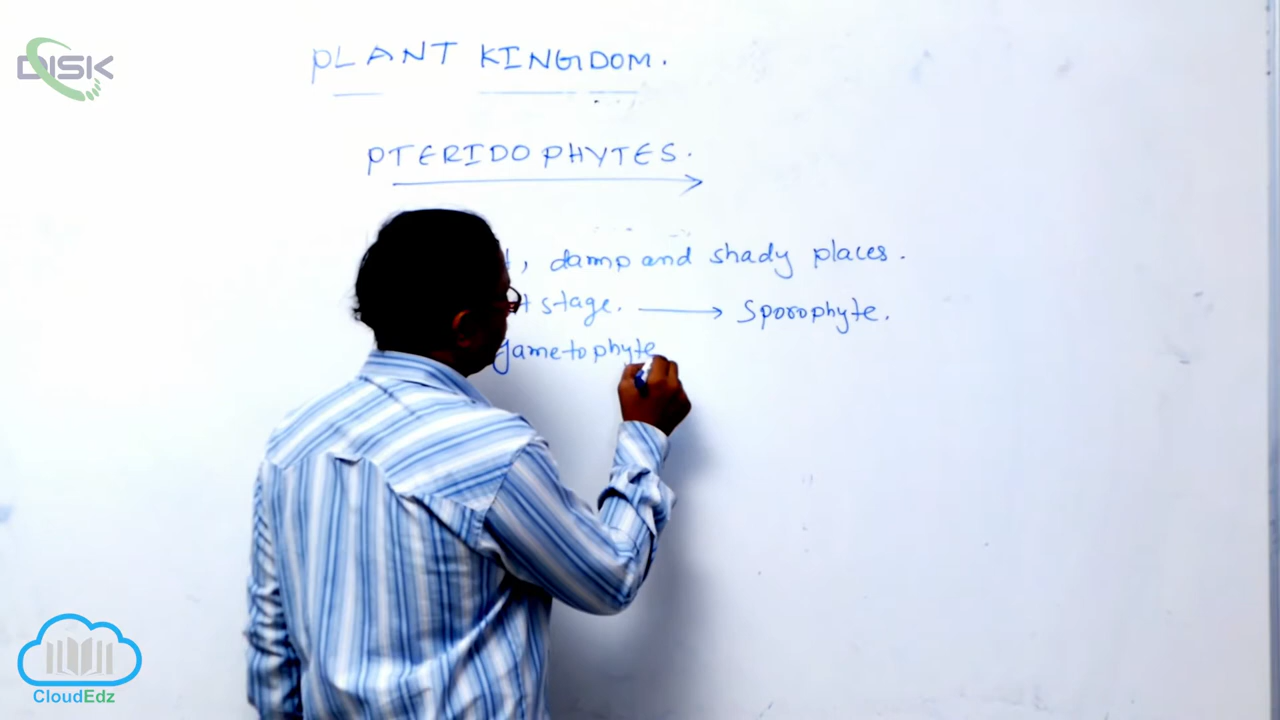 DISK
PLANT KINGDOM.
PTERIDOPHYTES.
, damp and shady places.
stage. → Sporophyte.
gametophyte
CloudEdz